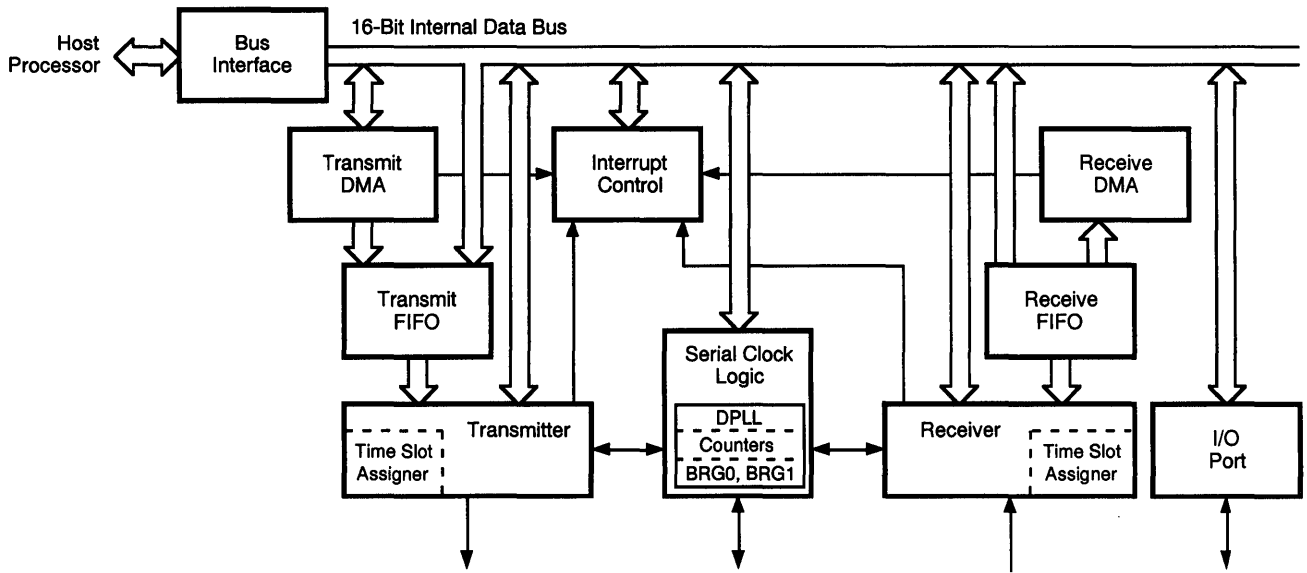 16-Bit Internal Data Bus
Host
Processor
Bus
Interface
Transmit
DMA
Interrupt
Control
Receive
DMA
Transmit
FIFO
Receive
FIFO
Serial Clock
Logic
DPLL
Counters
BRG0, BRG1
Transmitter
Time Slot
Assigner
Receiver
Time Slot
Assigner
I/O
Port